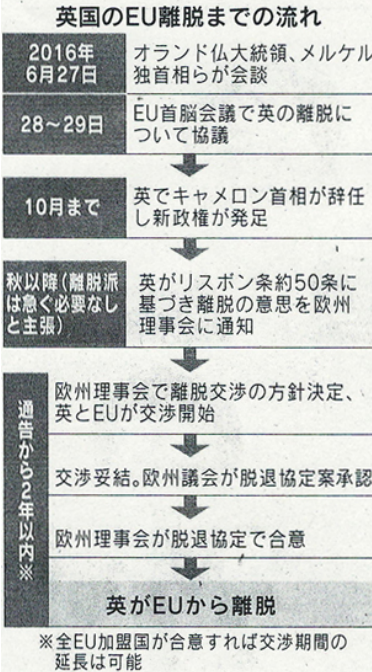 英国のEU離脱までの流れ
2016年
6月27日
オランド仏大統領、メルケル
独首相らが会談
28～29日
EU首脳会議で英の離脱に
ついて協議
10月まで
英でキャメロン首相が辞任
し新政権が発足
秋以降(離脱派
は急ぐ必要なし
と主張)
英がリスボン条約50条に
基づき離脱の意思を欧州
理事会に通知
通告から2年以内※
欧州理事会で離脱交渉の方針決定、
英とEUが交渉開始
交渉妥結。欧州議会が脱退協定案承認
欧州理事会が脱退協定で合意
英がEUから離脱
※全EU加盟国が合意すれば交渉期間の
延長は可能